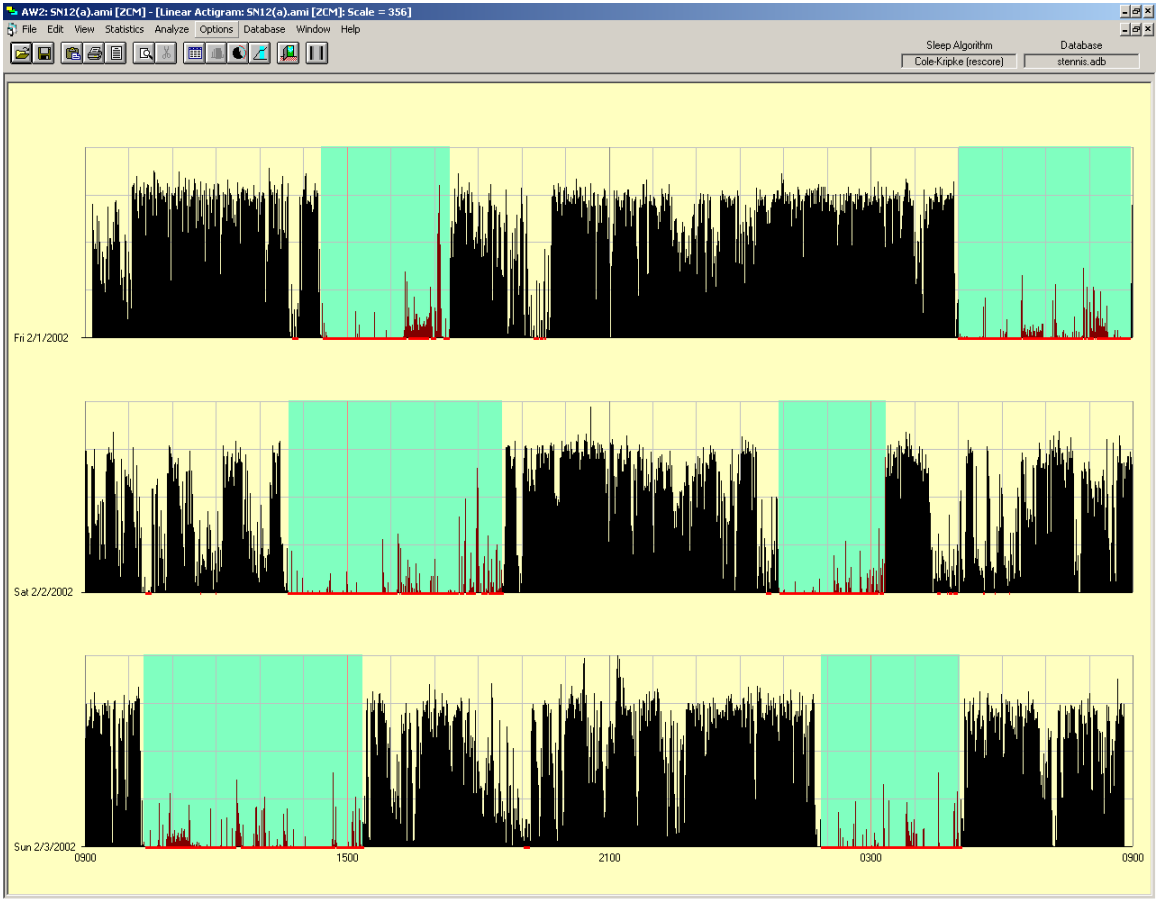 AW2: SN12(a).ami [ZCM] - [Linear Actigram: SN12(a).ami [ZCM]: Scale = 356]
File Edit View Statistics Analyze Options Database Window Help
Sleep Algorithm Database
Cole-Kripke (rescore) stennis.adb
Fri 2/1/2002
Sat 2/2/2002
Sun 2/3/2002
0900 1500 2100 0300 0900